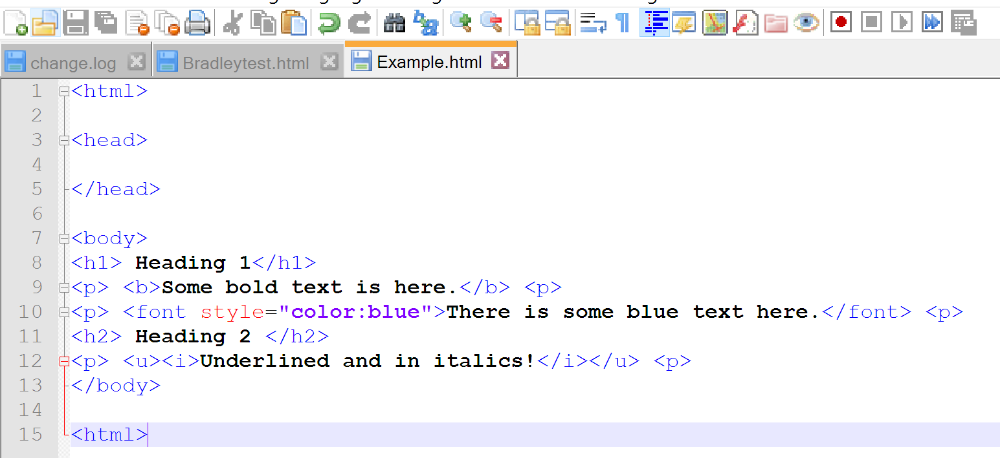 change.log Bradleytest.html Example.html
1 <html>
2
3 <head>
4
5 </head>
6
7 <body>
8 <h1> Heading 1</h1>
9 <p> <b>Some bold text is here.</b> <p>
10 <p> <font style="color:blue">There is some blue text here.</font> <p>
11 <h2> Heading 2 </h2>
12 <p> <u><i>Underlined and in italics!</i></u> <p>
13 </body>
14
15 <html>